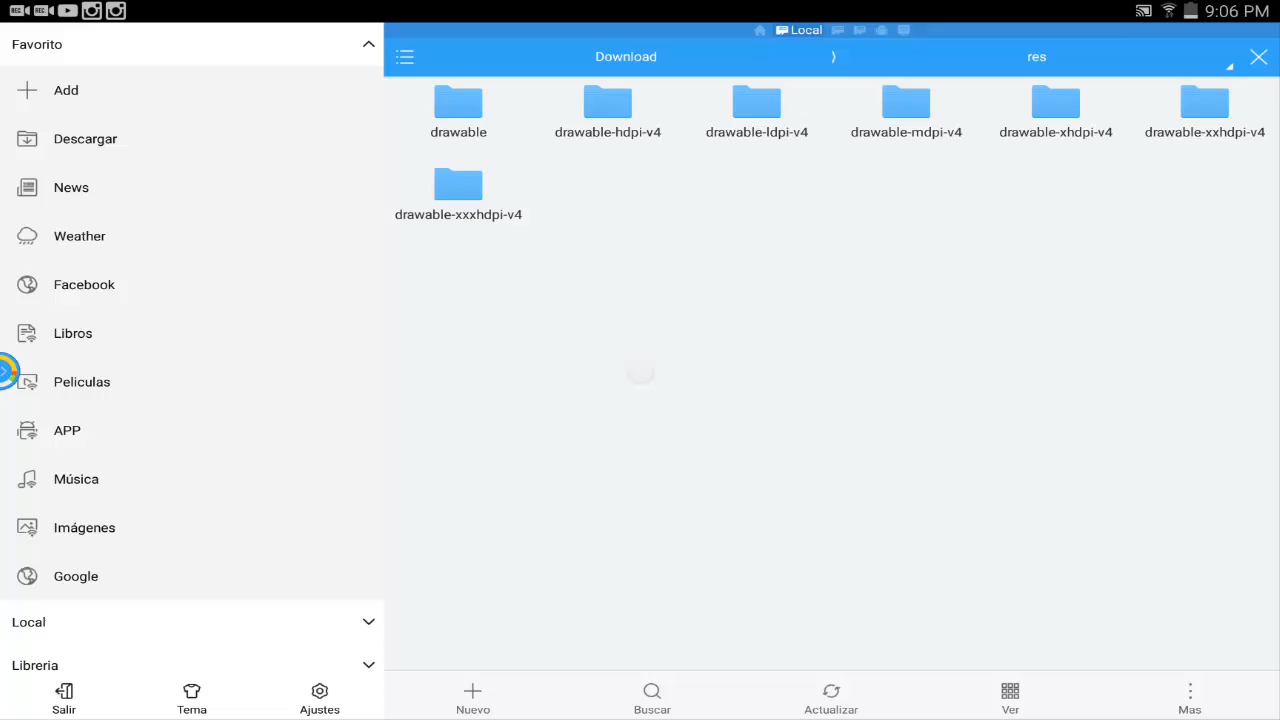 REC REC 9:06 PM
Favorito
Add
Descargar
News
Weather
Facebook
Libros
Peliculas
APP
Música
Imágenes
Google
Local
Libreria
Salir Tema Ajustes
Local
Download res
drawable drawable-hdpi-v4 drawable-ldpi-v4 drawable-mdpi-v4 drawable-xhdpi-v4 drawable-xxhdpi-v4
drawable-xxxhdpi-v4
Nuevo Buscar Actualizar Ver Mas